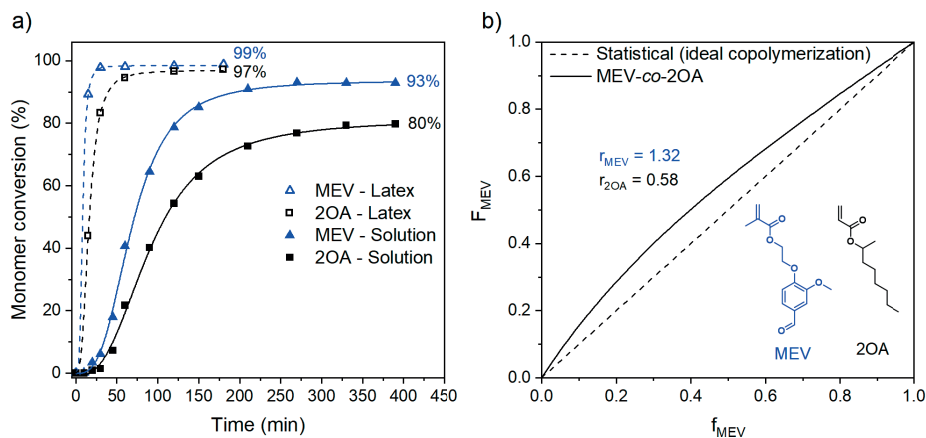 a)
Monomer conversion (%)
100
80
60
40
20
0
0 50 100 150 200 250 300 350 400 450
Time (min)
99%
97%
93%
80%
MEV - Latex
2OA - Latex
MEV - Solution
2OA - Solution
b)
F_MEV
1.0
0.8
0.6
0.4
0.2
0.0
0.0 0.2 0.4 0.6 0.8 1.0
f_MEV
Statistical (ideal copolymerization)
MEV-co-2OA
r_MEV = 1.32
r_2OA = 0.58
O
O
O
O
O
MEV
O
O
2OA